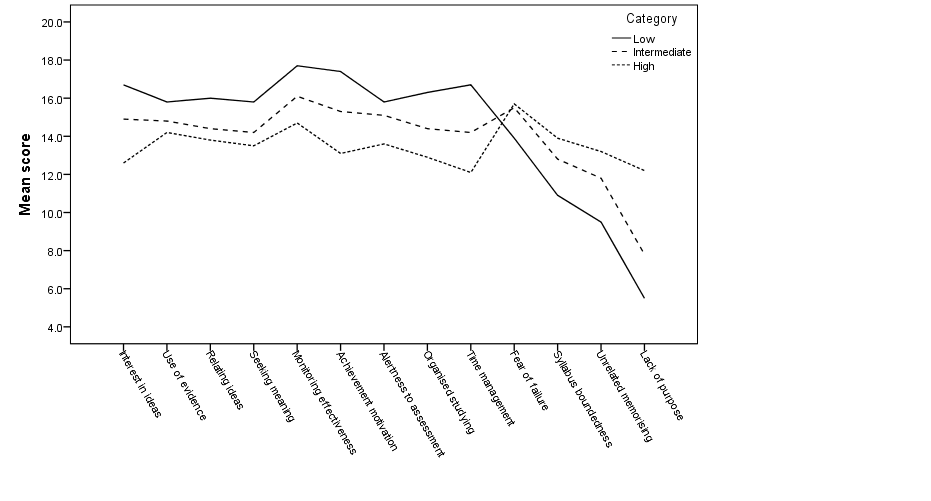 Category
Low
Intermediate
High
Mean score
20.0
18.0
16.0
14.0
12.0
10.0
8.0
6.0
4.0
Interest in ideas
Use of evidence
Relating ideas
Seeking meaning
Monitoring effectiveness
Achievement motivation
Alertness to assessment
Organised studying
Time management
Fear of failure
Syllabus boundedness
Unrelated memorising
Lack of purpose